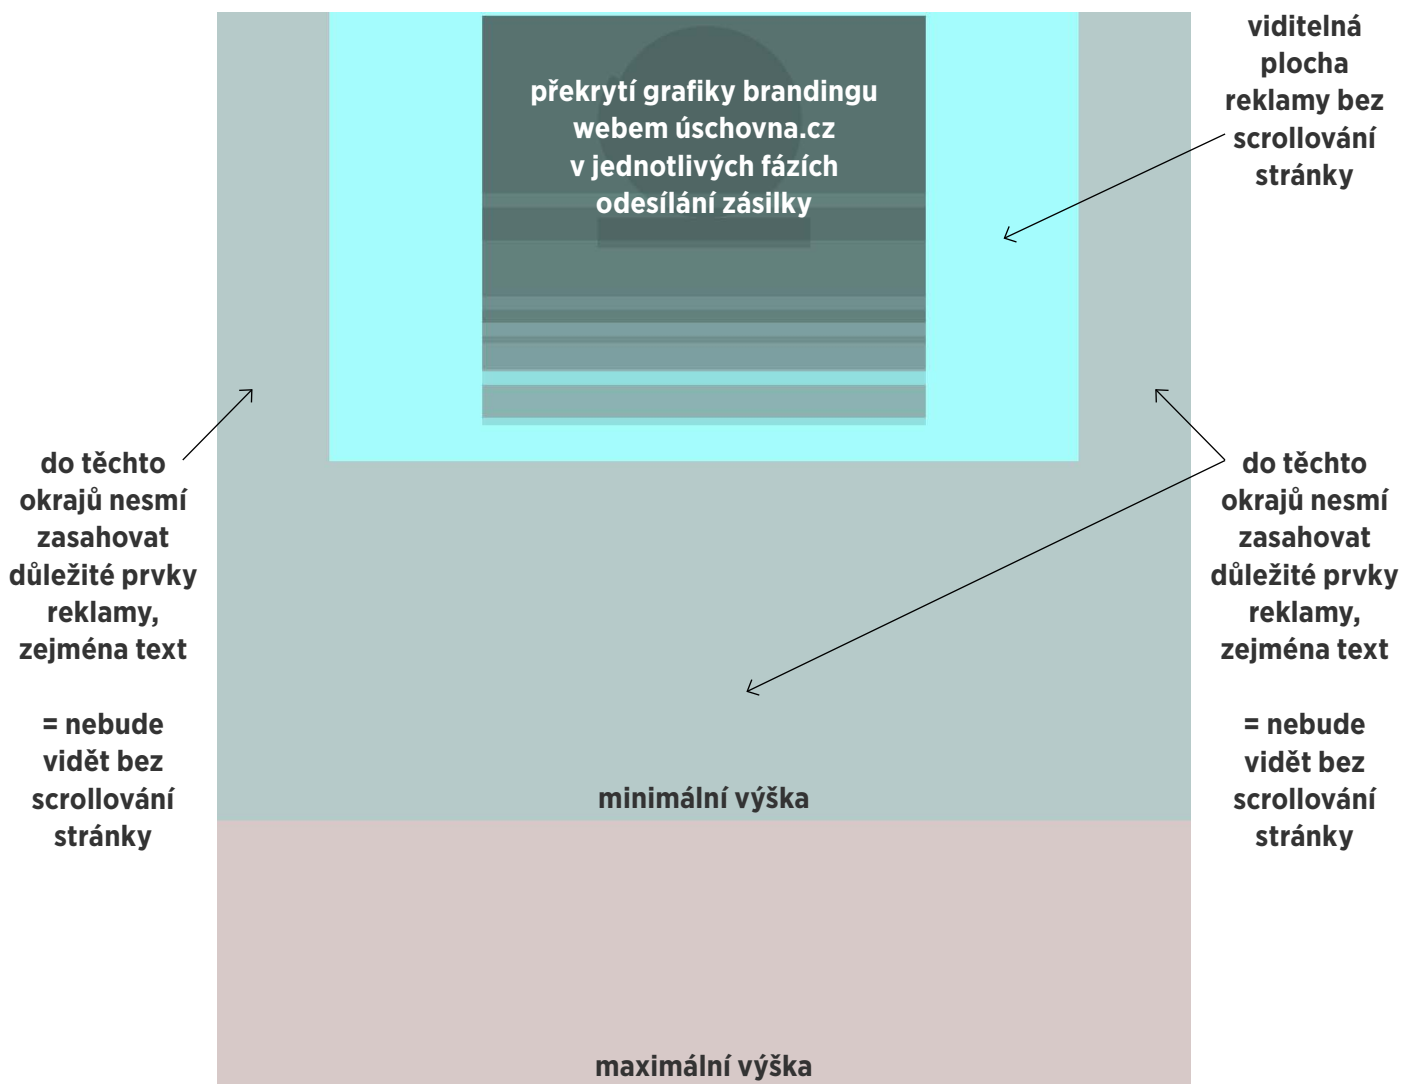 překrytí grafiky brandingu
webem úschovna.cz
v jednotlivých fázích
odesílání zásilky
viditelná
plocha
reklamy bez
scrollování
stránky
do těchto
okrajů nesmí
zasahovat
důležité prvky
reklamy,
zejména text
= nebude
vidět bez
scrollování
stránky
do těchto
okrajů nesmí
zasahovat
důležité prvky
reklamy,
zejména text
= nebude
vidět bez
scrollování
stránky
minimální výška
maximální výška